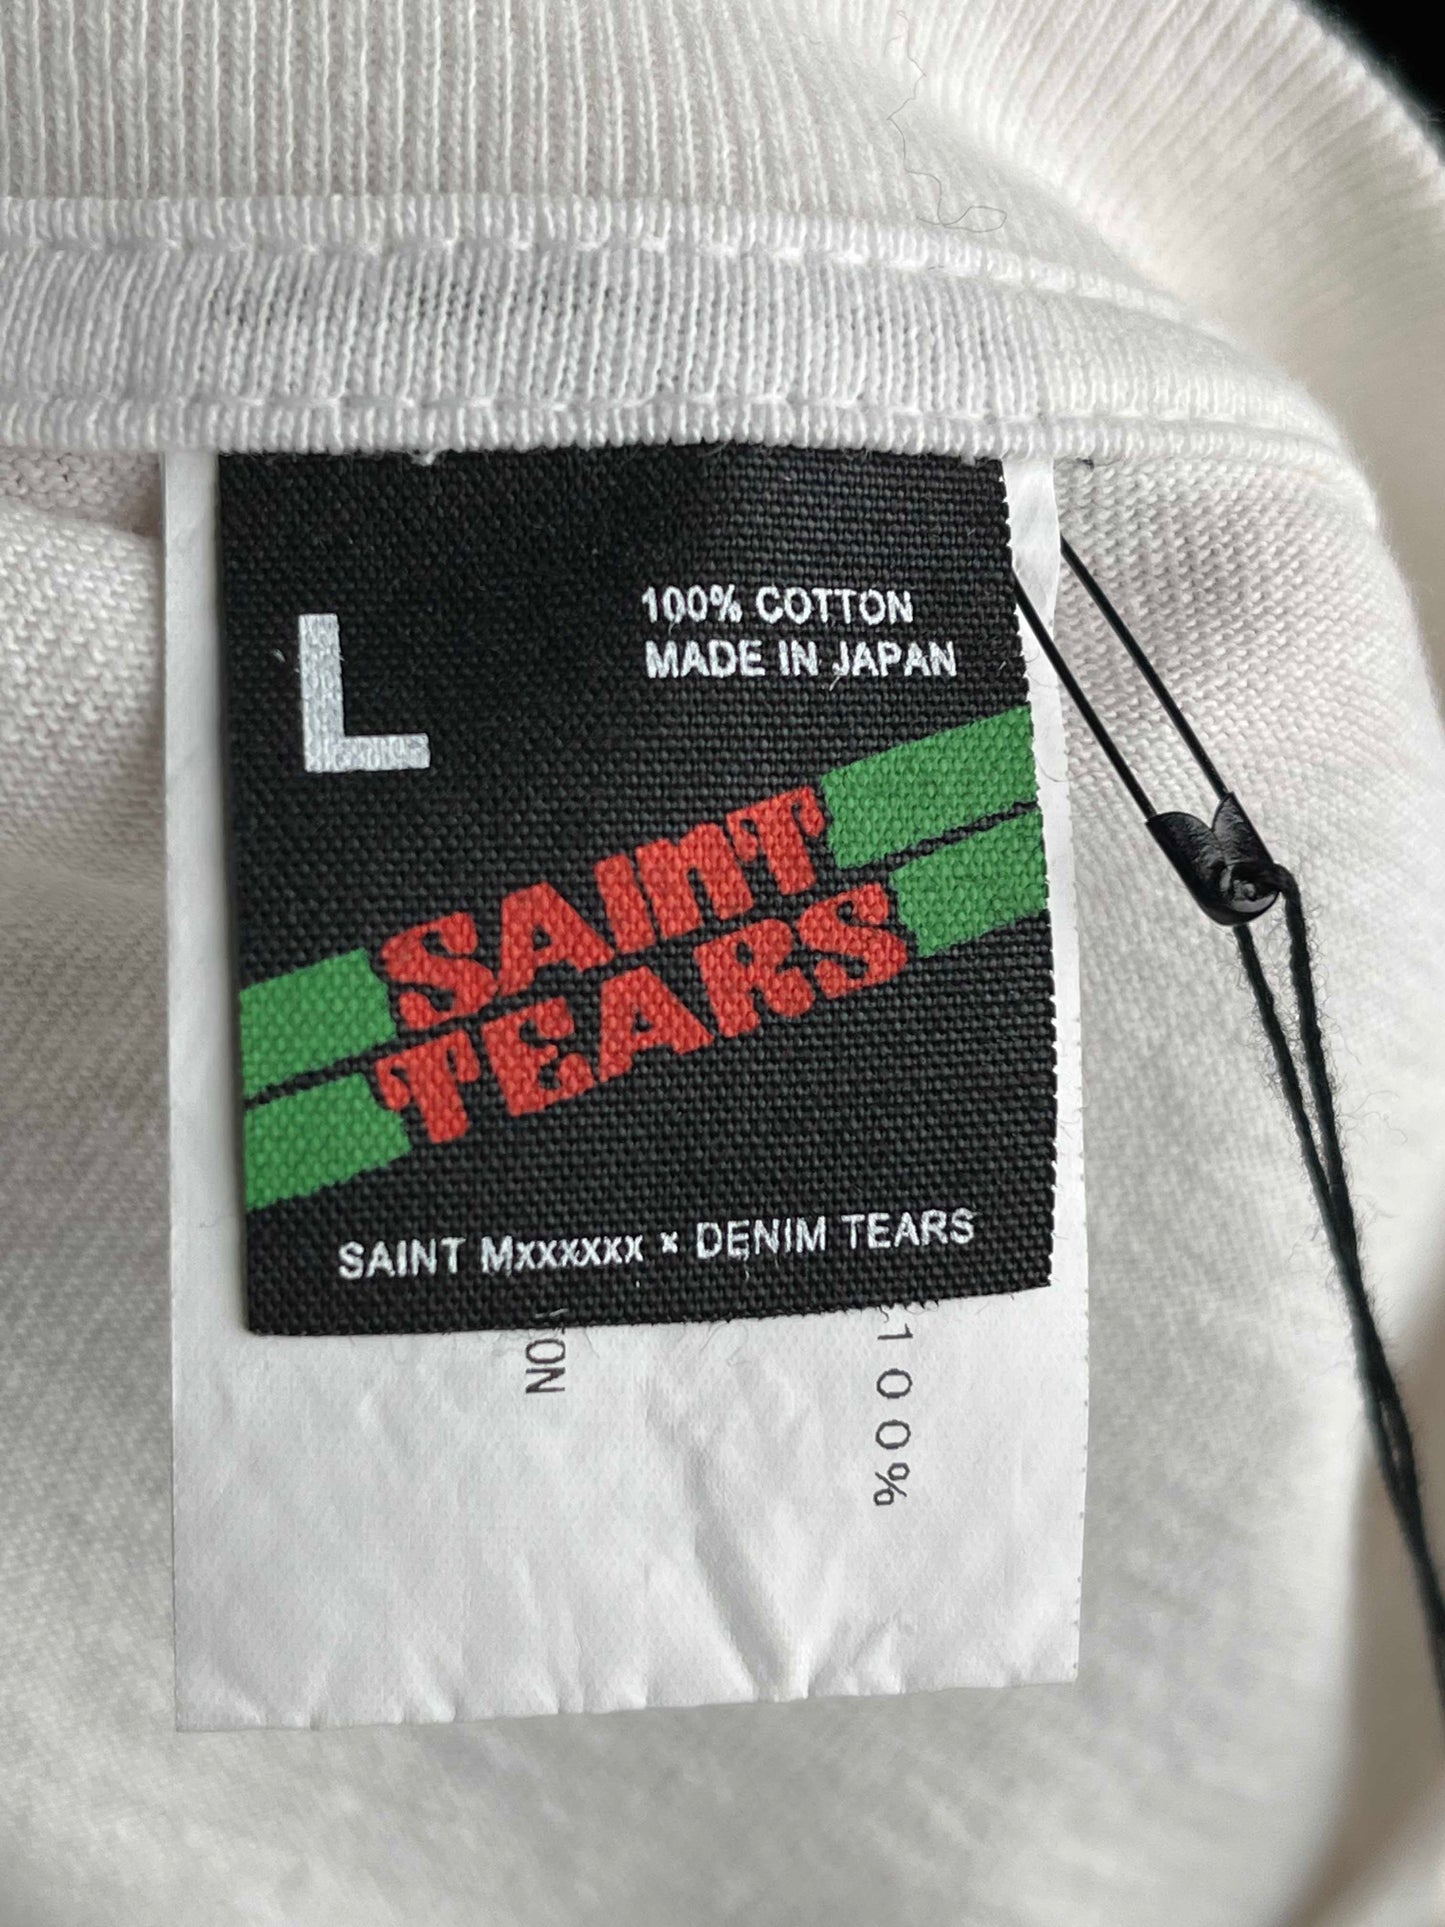 L
100% COTTON
MADE IN JAPAN
SAINT
TEARS
SAINT Mxxxxxx × DENIM TEARS
100%